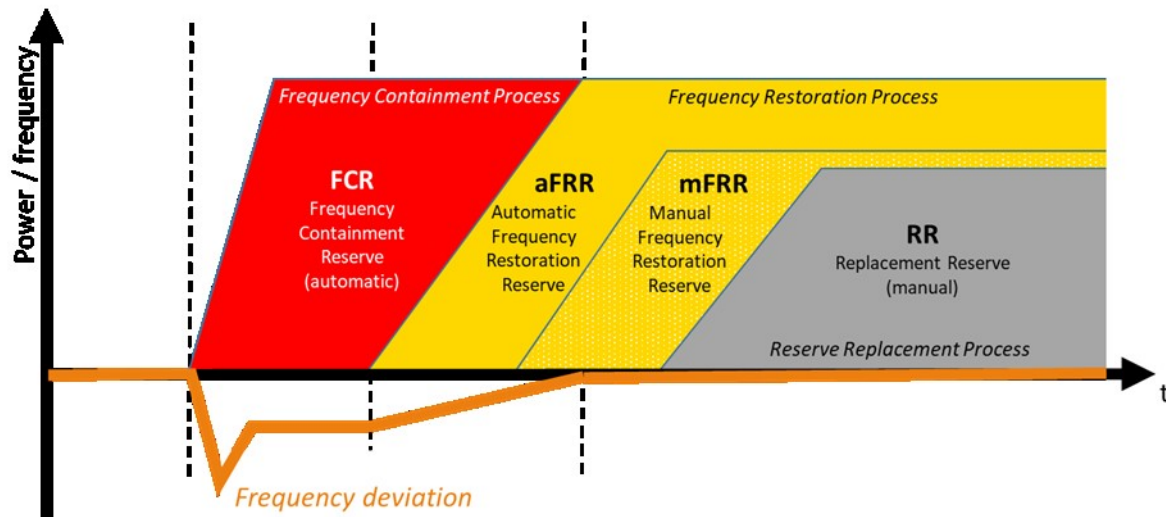 Power / frequency
Frequency Containment Process
Frequency Restoration Process
FCR
Frequency
Containment
Reserve
(automatic)
aFRR
Automatic
Frequency
Restoration
Reserve
mFRR
Manual
Frequency
Restoration
Reserve
RR
Replacement Reserve
(manual)
Reserve Replacement Process
t
Frequency deviation